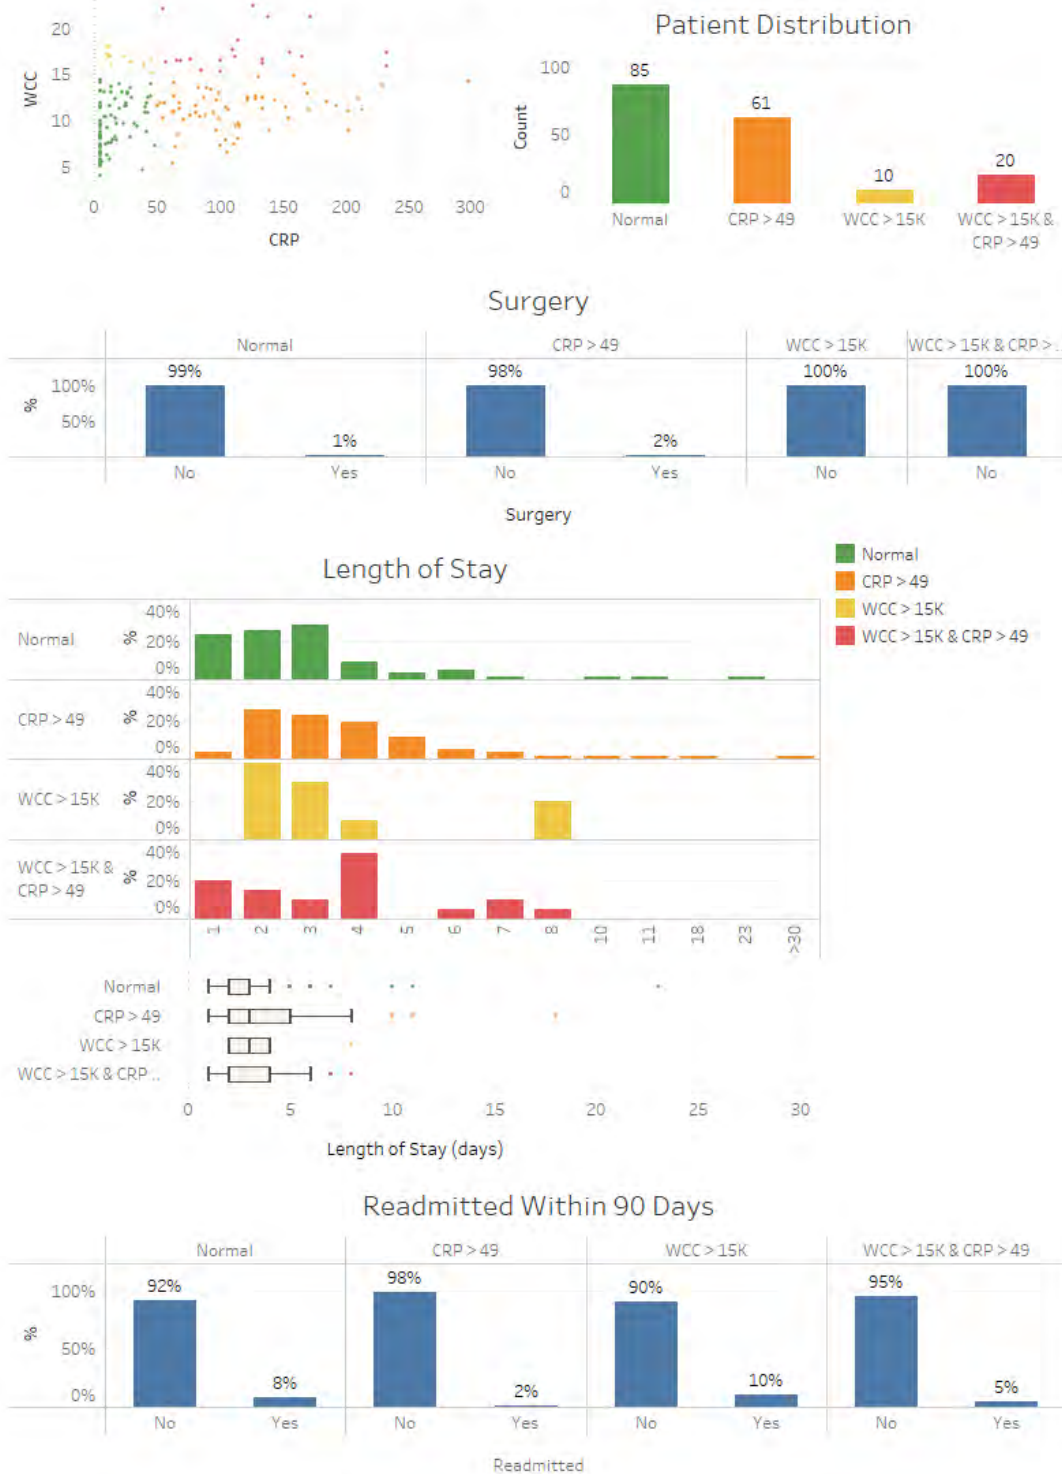 20
15
10
5
WCC
0 50 100 150 200 250 300
CRP
Patient Distribution
100
50
0
Count
85
61
10
20
Normal
CRP > 49
WCC > 15K
WCC > 15K &
CRP > 49
Surgery
Normal
CRP > 49
WCC > 15K
WCC > 15K & CRP > ..
%
100%
50%
99%
1%
98%
2%
100%
100%
No Yes No Yes No No
Surgery
Normal
CRP > 49
WCC > 15K
WCC > 15K & CRP > 49
Length of Stay
Normal
%
40%
20%
0%
CRP > 49
%
40%
20%
0%
WCC > 15K
%
40%
20%
0%
WCC > 15K &
CRP > 49
%
40%
20%
0%
1 2 3 4 5 6 7 8 10 11 18 23 >30
Normal
CRP > 49
WCC > 15K
WCC > 15K & CRP ..
0 5 10 15 20 25 30
Length of Stay (days)
Readmitted Within 90 Days
Normal
CRP > 49
WCC > 15K
WCC > 15K & CRP > 49
%
100%
50%
0%
92%
8%
98%
2%
90%
10%
95%
5%
No Yes No Yes No Yes No Yes
Readmitted